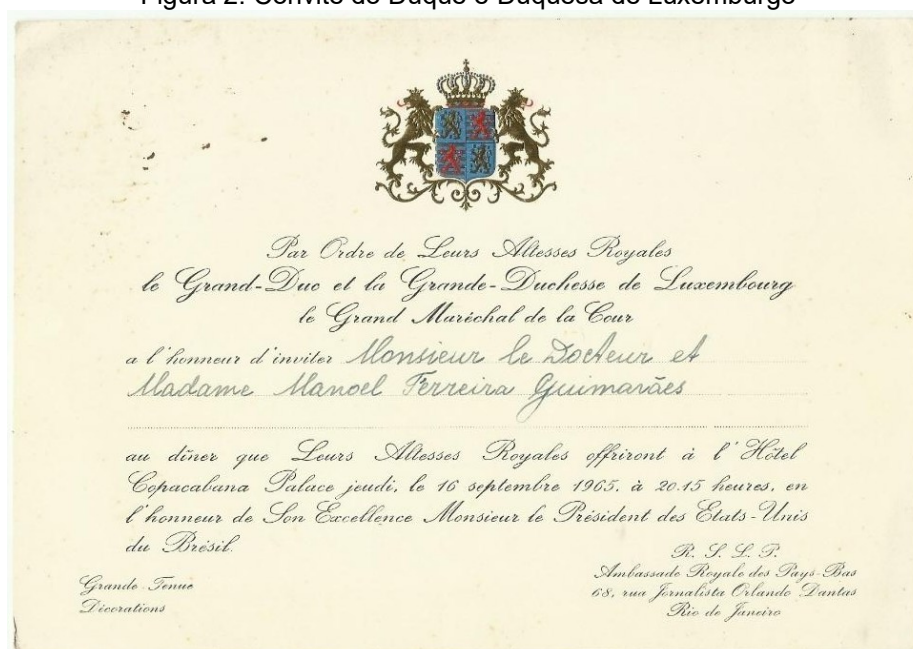 Figura 2: Convite do Duque e Duquesa de Luxemburgo
Par Ordre de Leurs Altesses Royales
le Grand-Duc et la Grande-Duchesse de Luxembourg
le Grand Maréchal de la Cour
a l'honneur d'inviter Monsieur le Docteur et
Madame Manoel Ferreira Guimarães
au dîner que Leurs Altesses Royales offriront à l'Hôtel
Copacabana Palace jeudi, le 16 septembre 1965, à 20.15 heures, en
l'honneur de Son Excellence Monsieur le Président des Etats-Unis
du Brésil.
R. S. L. P.
Grande Tenue
Ambassade Royale des Pays-Bas
Décorations
68, rua Jornalista Orlando Dantas
Rio de Janeiro